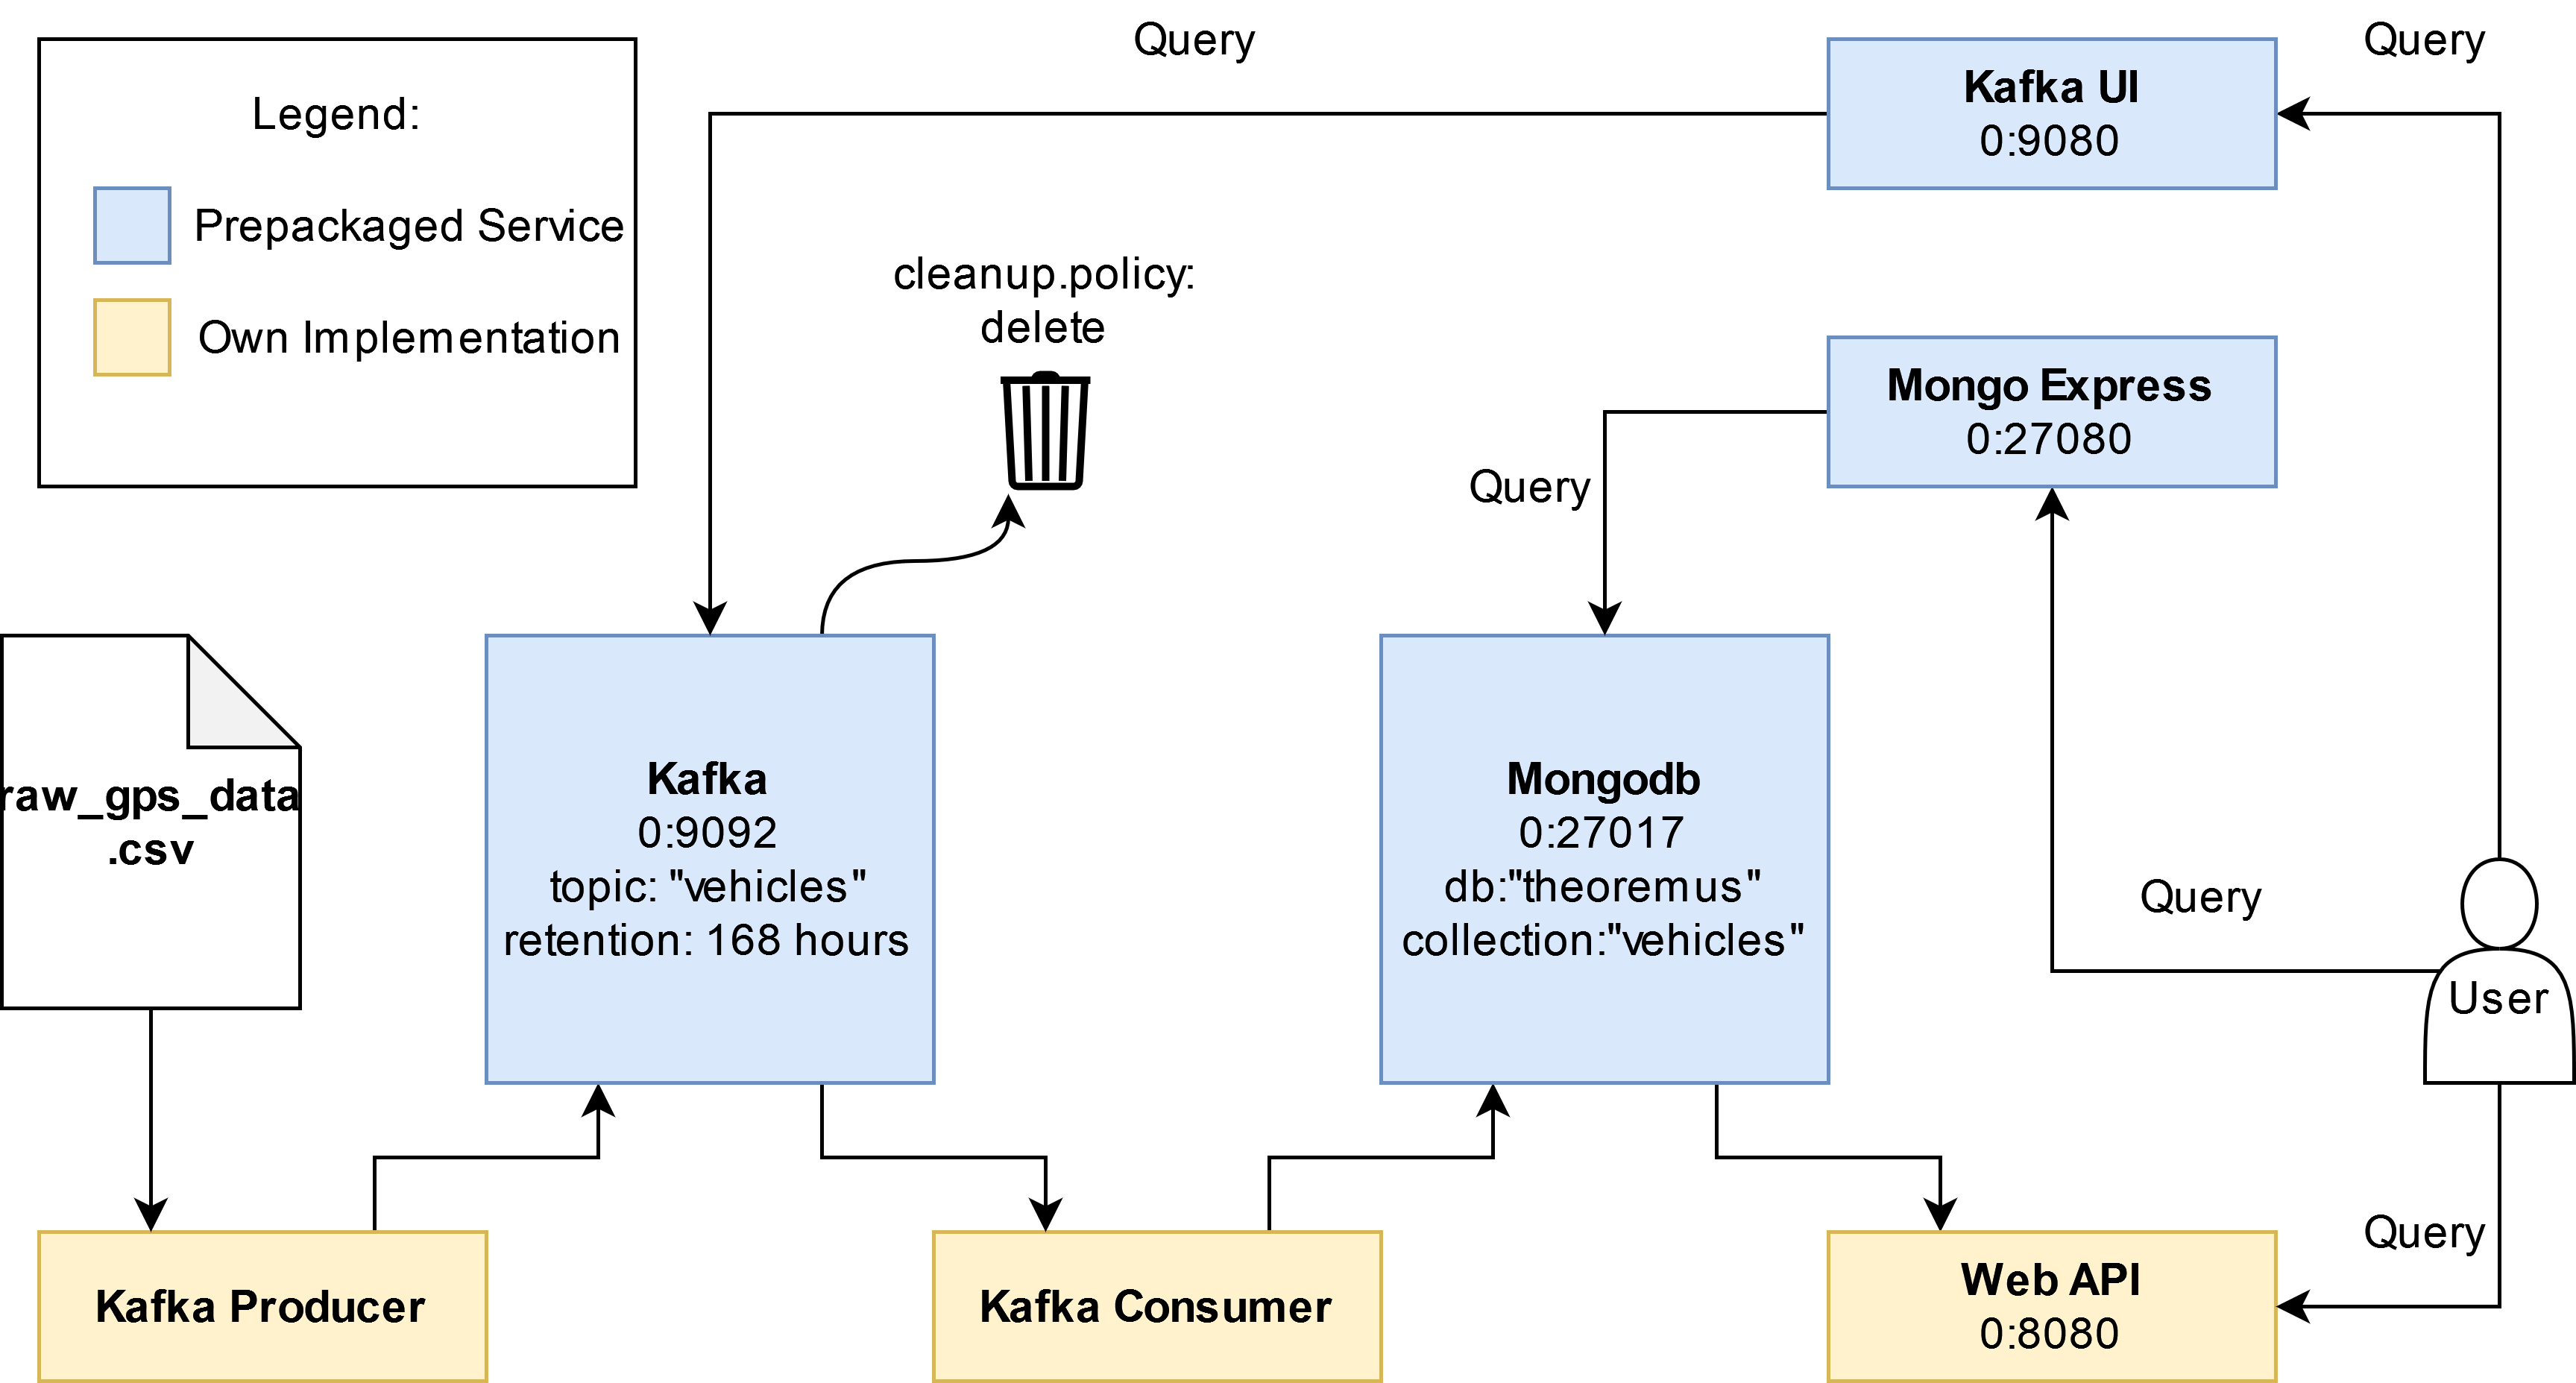 Legend:
Prepackaged Service
Own Implementation
Query
Kafka UI
0:9080
Query
cleanup.policy:
delete
Mongo Express
0:27080
Query
raw_gps_data
.csv
Kafka
0:9092
topic: "vehicles"
retention: 168 hours
Mongodb
0:27017
db:"theoremus"
collection:"vehicles"
Query
User
Kafka Producer
Kafka Consumer
Web API
0:8080
Query